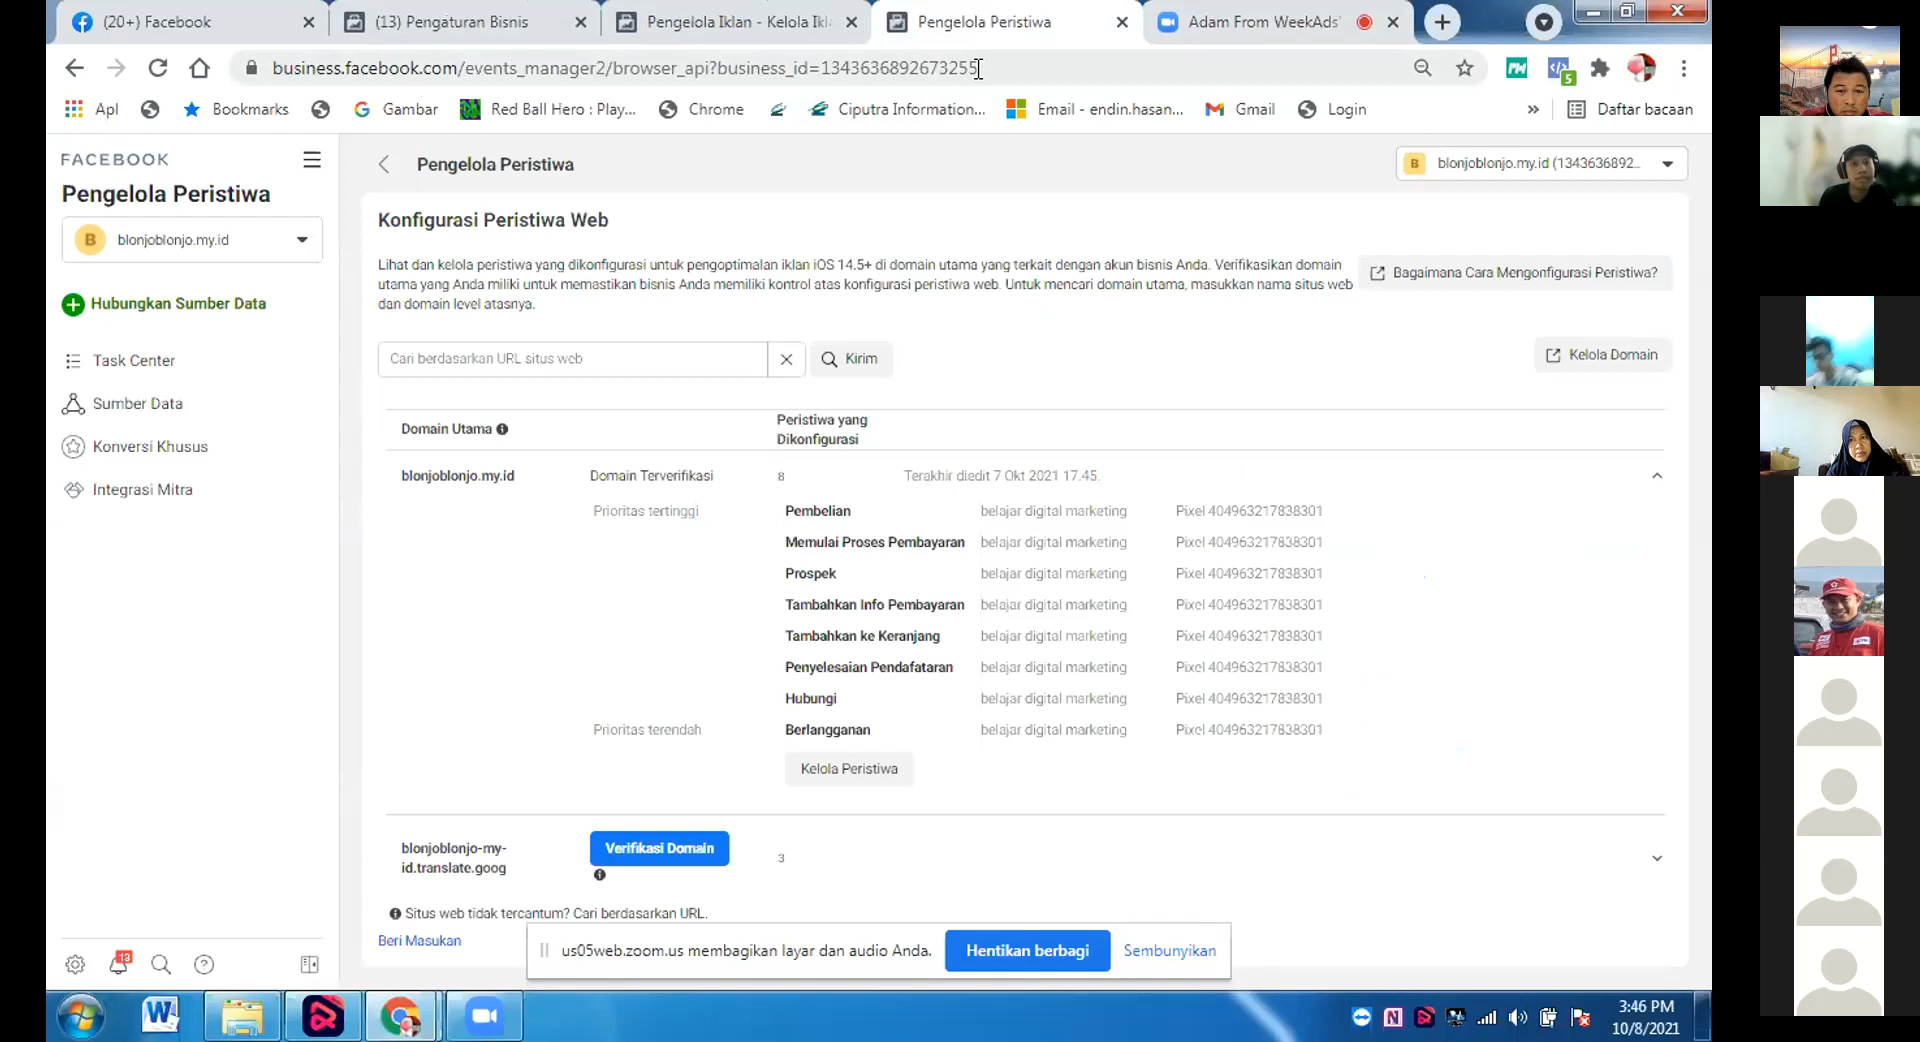 (20+) Facebook
(13) Pengaturan Bisnis
Pengelola Iklan - Kelola Ikl
Pengelola Peristiwa
Adam From WeekAds'
business.facebook.com/events_manager2/browser_api?business_id=1343636892673255
5
Apl
Bookmarks
Gambar
Red Ball Hero : Play...
Chrome
Ciputra Information...
Email - endin.hasan...
Gmail
Login
»
Daftar bacaan
FACEBOOK
Pengelola Peristiwa
B blonjoblonjo.my.id
Hubungkan Sumber Data
Task Center
Sumber Data
Konversi Khusus
Integrasi Mitra
13
Pengelola Peristiwa
B blonjoblonjo.my.id (1343636892...
Konfigurasi Peristiwa Web
Lihat dan kelola peristiwa yang dikonfigurasi untuk pengoptimalan iklan iOS 14.5+ di domain utama yang terkait dengan akun bisnis Anda. Verifikasikan domain
utama yang Anda miliki untuk memastikan bisnis Anda memiliki kontrol atas konfigurasi peristiwa web. Untuk mencari domain utama, masukkan nama situs web
dan domain level atasnya.
Bagaimana Cara Mengonfigurasi Peristiwa?
Cari berdasarkan URL situs web
Kirim
Kelola Domain
Domain Utama
Peristiwa yang
Dikonfigurasi
blonjoblonjo.my.id Domain Terverifikasi 8 Terakhir diedit 7 Okt 2021 17.45.
Prioritas tertinggi Pembelian belajar digital marketing Pixel 404963217838301
Memulai Proses Pembayaran belajar digital marketing Pixel 404963217838301
Prospek belajar digital marketing Pixel 404963217838301
Tambahkan Info Pembayaran belajar digital marketing Pixel 404963217838301
Tambahkan ke Keranjang belajar digital marketing Pixel 404963217838301
Penyelesaian Pendafataran belajar digital marketing Pixel 404963217838301
Hubungi belajar digital marketing Pixel 404963217838301
Prioritas terendah Berlangganan belajar digital marketing Pixel 404963217838301
Kelola Peristiwa
blonjoblonjo-my-
id.translate.goog
Verifikasi Domain
3
Situs web tidak tercantum? Cari berdasarkan URL.
Beri Masukan
us05web.zoom.us membagikan layar dan audio Anda.
Hentikan berbagi
Sembunyikan
3:46 PM
10/8/2021